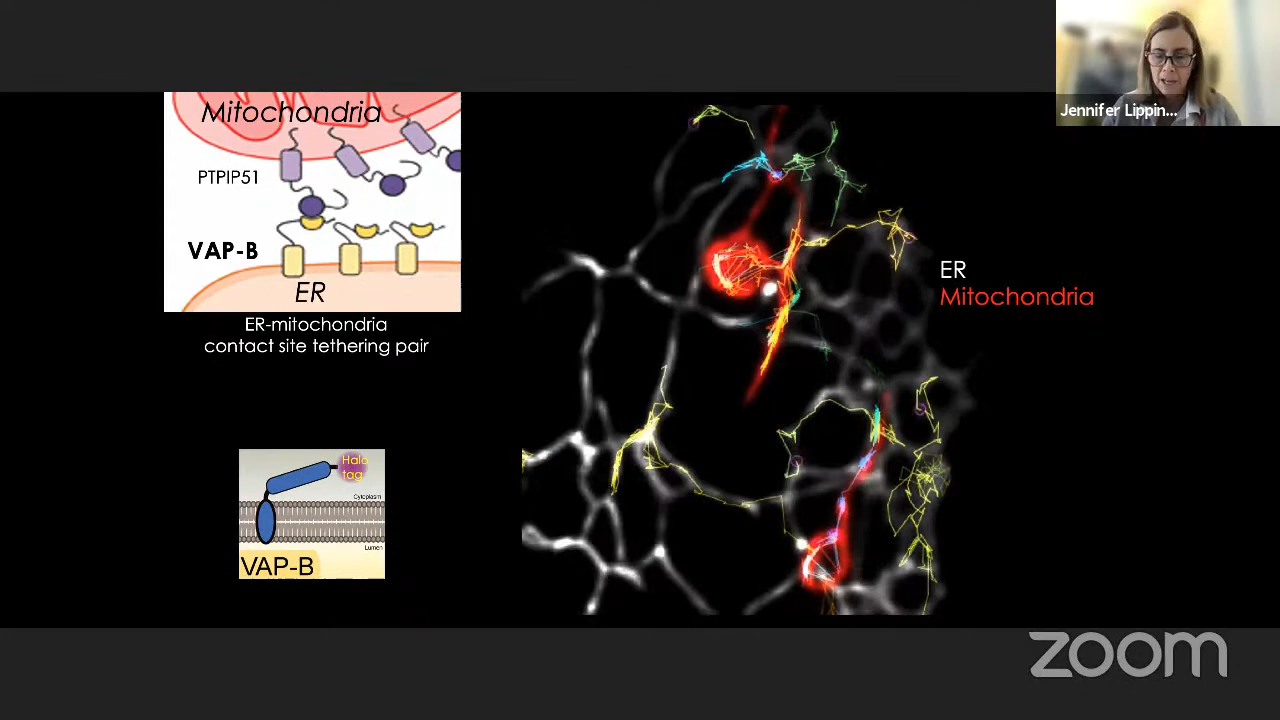 Jennifer Lippin...
Mitochondria
PTPIP51
VAP-B
ER
ER-mitochondria
contact site tethering pair
ER
Mitochondria
Halo
tag
Cytoplasm
Lumen
VAP-B
zoom